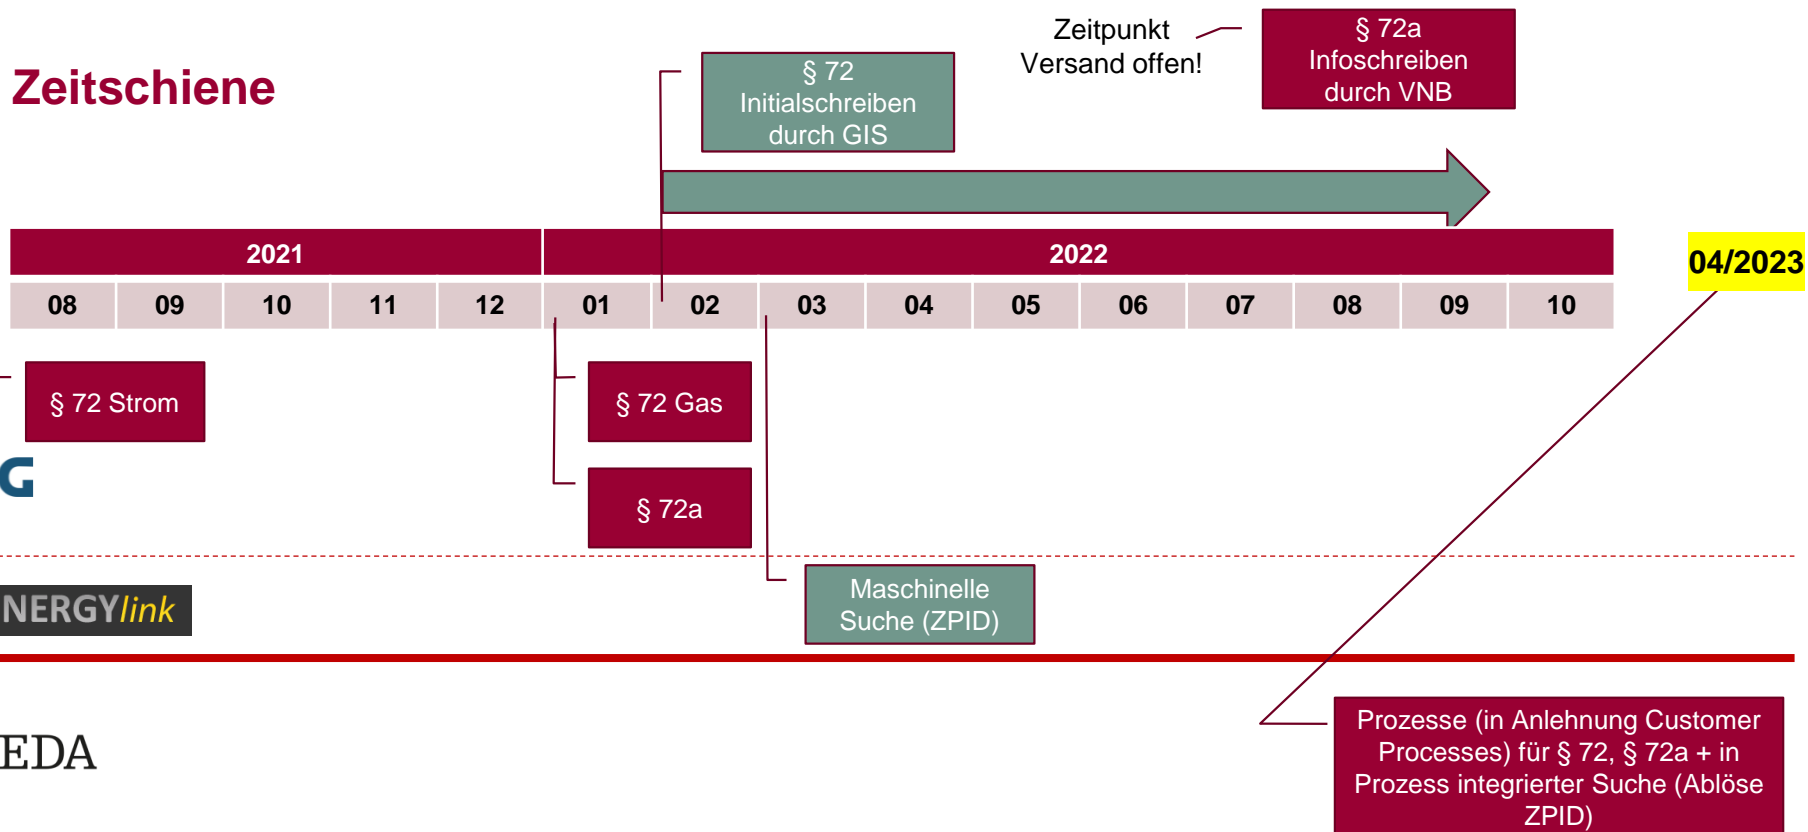 Zeitschiene
§ 72
Initialschreiben
durch GIS
Zeitpunkt
Versand offen!
§ 72a
Infoschreiben
durch VNB
2021
2022
04/2023
08 09 10 11 12 01 02 03 04 05 06 07 08 09 10
§ 72 Strom
§ 72 Gas
G
§ 72a
NERGYlink
Maschinelle
Suche (ZPID)
EDA
Prozesse (in Anlehnung Customer
Processes) für § 72, § 72a + in
Prozess integrierter Suche (Ablöse
ZPID)